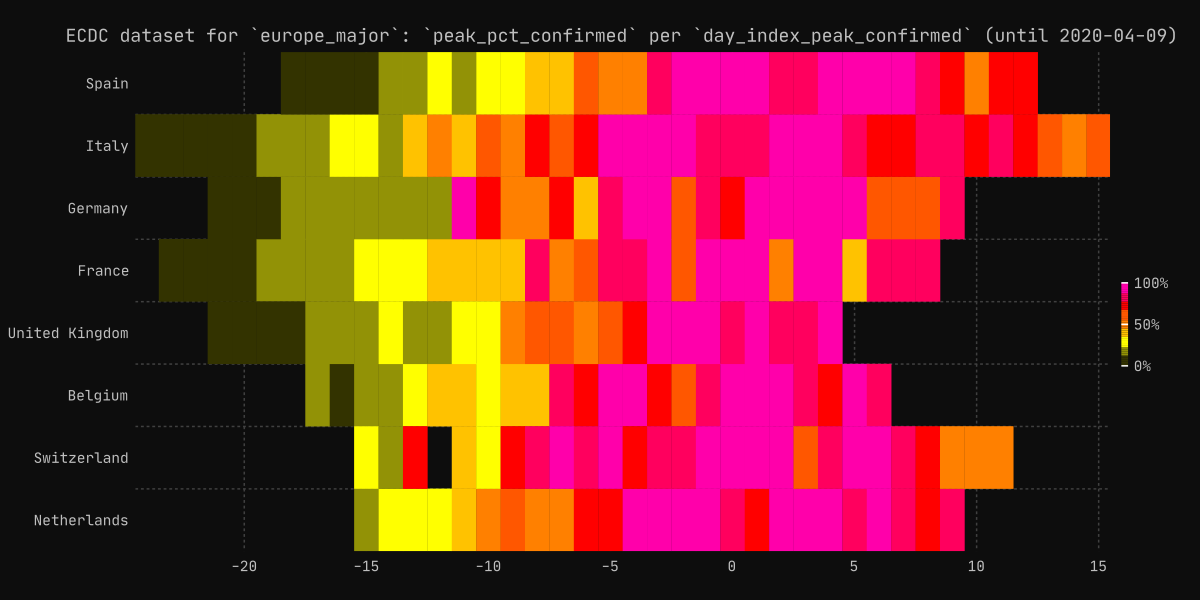 ECDC dataset for `europe_major`: `peak_pct_confirmed` per `day_index_peak_confirmed` (until 2020-04-09)
Spain
Italy
Germany
France
United Kingdom
Belgium
Switzerland
Netherlands
-20 -15 -10 -5 0 5 10 15
100%
50%
0%